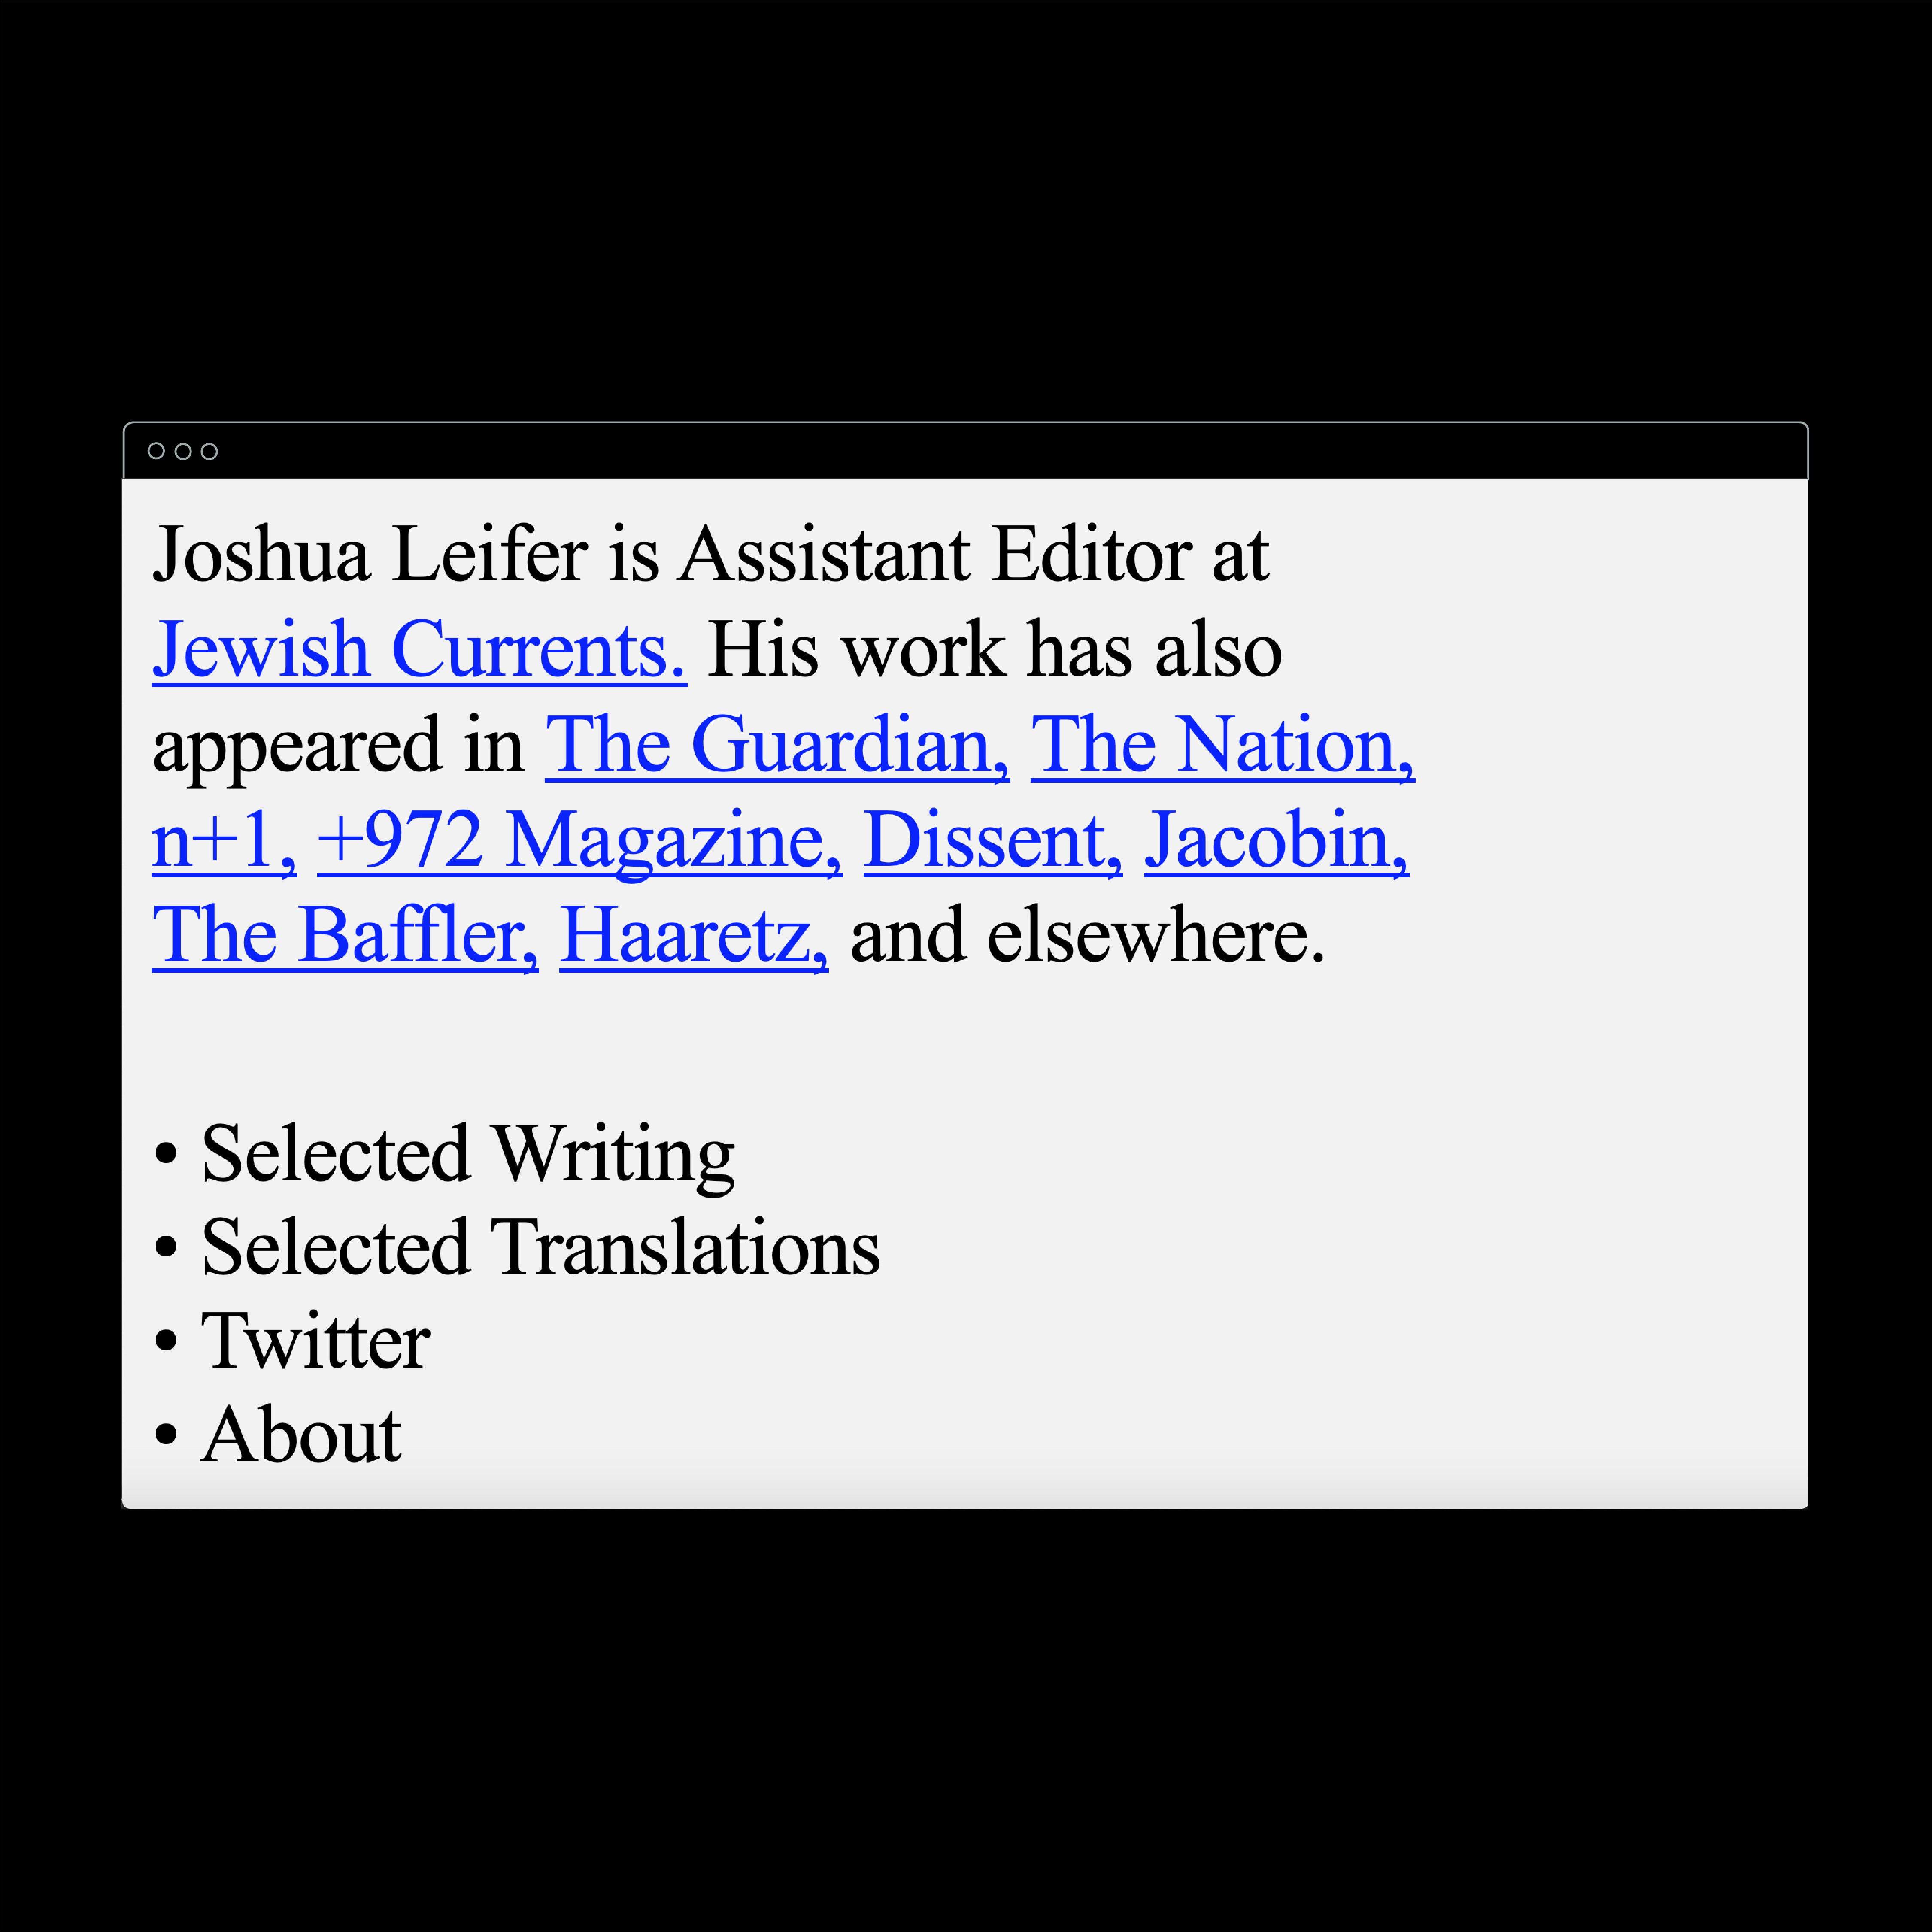 Joshua Leifer is Assistant Editor at
Jewish Currents. His work has also
appeared in The Guardian, The Nation,
n+1, +972 Magazine, Dissent, Jacobin,
The Baffler, Haaretz, and elsewhere.
• Selected Writing
• Selected Translations
• Twitter
• About